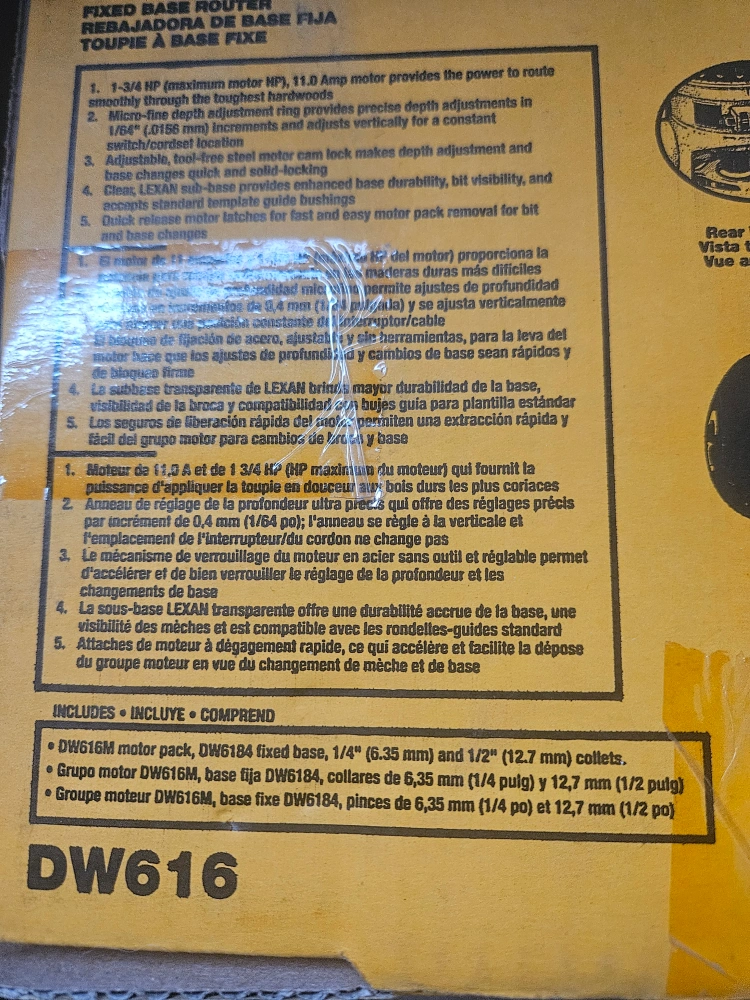 FIXED BASE ROUTER
REBAJADORA DE BASE FIJA
TOUPIE À BASE FIXE
1. 1-3/4 HP (maximum motor HP), 11.0 Amp motor provides the power to route
smoothly through the toughest hardwoods
2. Micro-fine depth adjustment ring provides precise depth adjustments in
1/64" (.0156 mm) increments and adjusts vertically for a constant
switch/cordset location
3. Adjustable, tool-free steel motor cam lock makes depth adjustment and
base changes quick and solid-locking
4. Clear, LEXAN sub-base provides enhanced base durability, bit visibility, and
accepts standard template guide bushings
5. Quick release motor latches for fast and easy motor pack removal for bit
and base changes
1. El motor de 11 HP del motor) proporciona la
maderas duras más difíciles
permite ajustes de profundidad
incrementos de 0,4 mm y se ajusta verticalmente
posición constante del interruptor/cable
El bloqueo de fijación de acero, ajustable y sin herramientas, para la leva del
motor hace que los ajustes de profundidad y cambios de base sean rápidos y
de bloqueo firme
4. La subbase transparente de LEXAN brinda mayor durabilidad de la base,
visibilidad de la broca y compatibilidad con bujes guía para plantilla estándar
5. Los seguros de liberación rápida del motor permiten una extracción rápida y
fácil del grupo motor para cambios de broca y base
1. Moteur de 11,0 A et de 1 3/4 HP (HP maximum du moteur) qui fournit la
puissance d'appliquer la toupie en douceur aux bois durs les plus coriaces
2. Anneau de réglage de la profondeur ultra précis qui offre des réglages précis
par incrément de 0,4 mm (1/64 po); l'anneau se règle à la verticale et
l'emplacement de l'interrupteur/du cordon ne change pas
3. Le mécanisme de verrouillage du moteur en acier sans outil et réglable permet
d'accélérer et de bien verrouiller le réglage de la profondeur et les
changements de base
4. La sous-base LEXAN transparente offre une durabilité accrue de la base, une
visibilité des mèches et est compatible avec les rondelles-guides standard
5. Attaches de moteur à dégagement rapide, ce qui accélère et facilite la dépose
du groupe moteur en vue du changement de mèche et de base
Rear
Vista
Vue
INCLUDES • INCLUYE • COMPREND
• DW616M motor pack, DW6184 fixed base, 1/4" (6.35 mm) and 1/2" (12.7 mm) collets.
• Grupo motor DW616M, base fija DW6184, collares de 6,35 mm (1/4 pulg) y 12,7 mm (1/2 pulg)
• Groupe moteur DW616M, base fixe DW6184, pinces de 6,35 mm (1/4 po) et 12,7 mm (1/2 po)
DW616